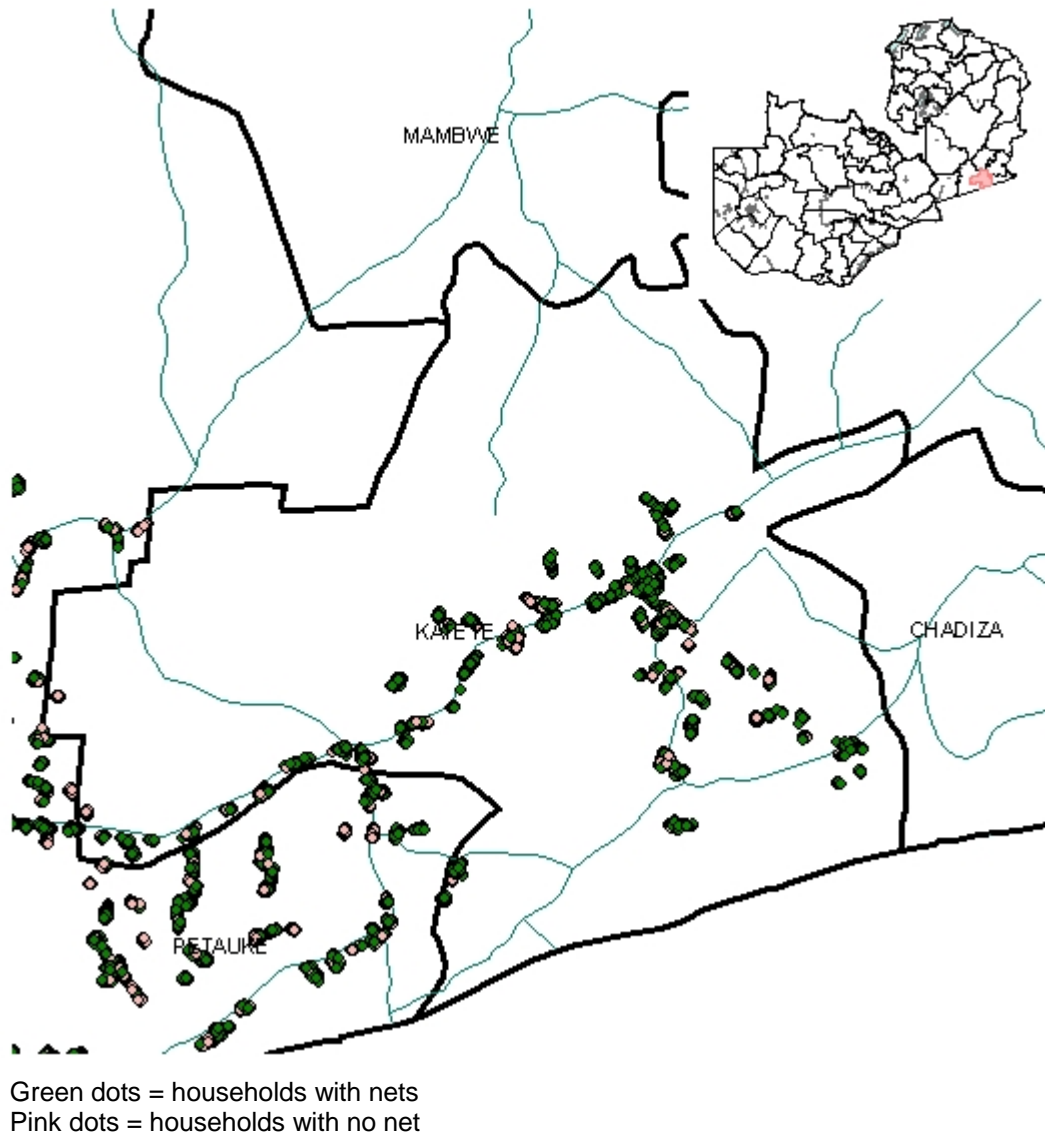 MAMBWE
KATETE
CHADIZA
PETAUKE
Green dots = households with nets
Pink dots = households with no net